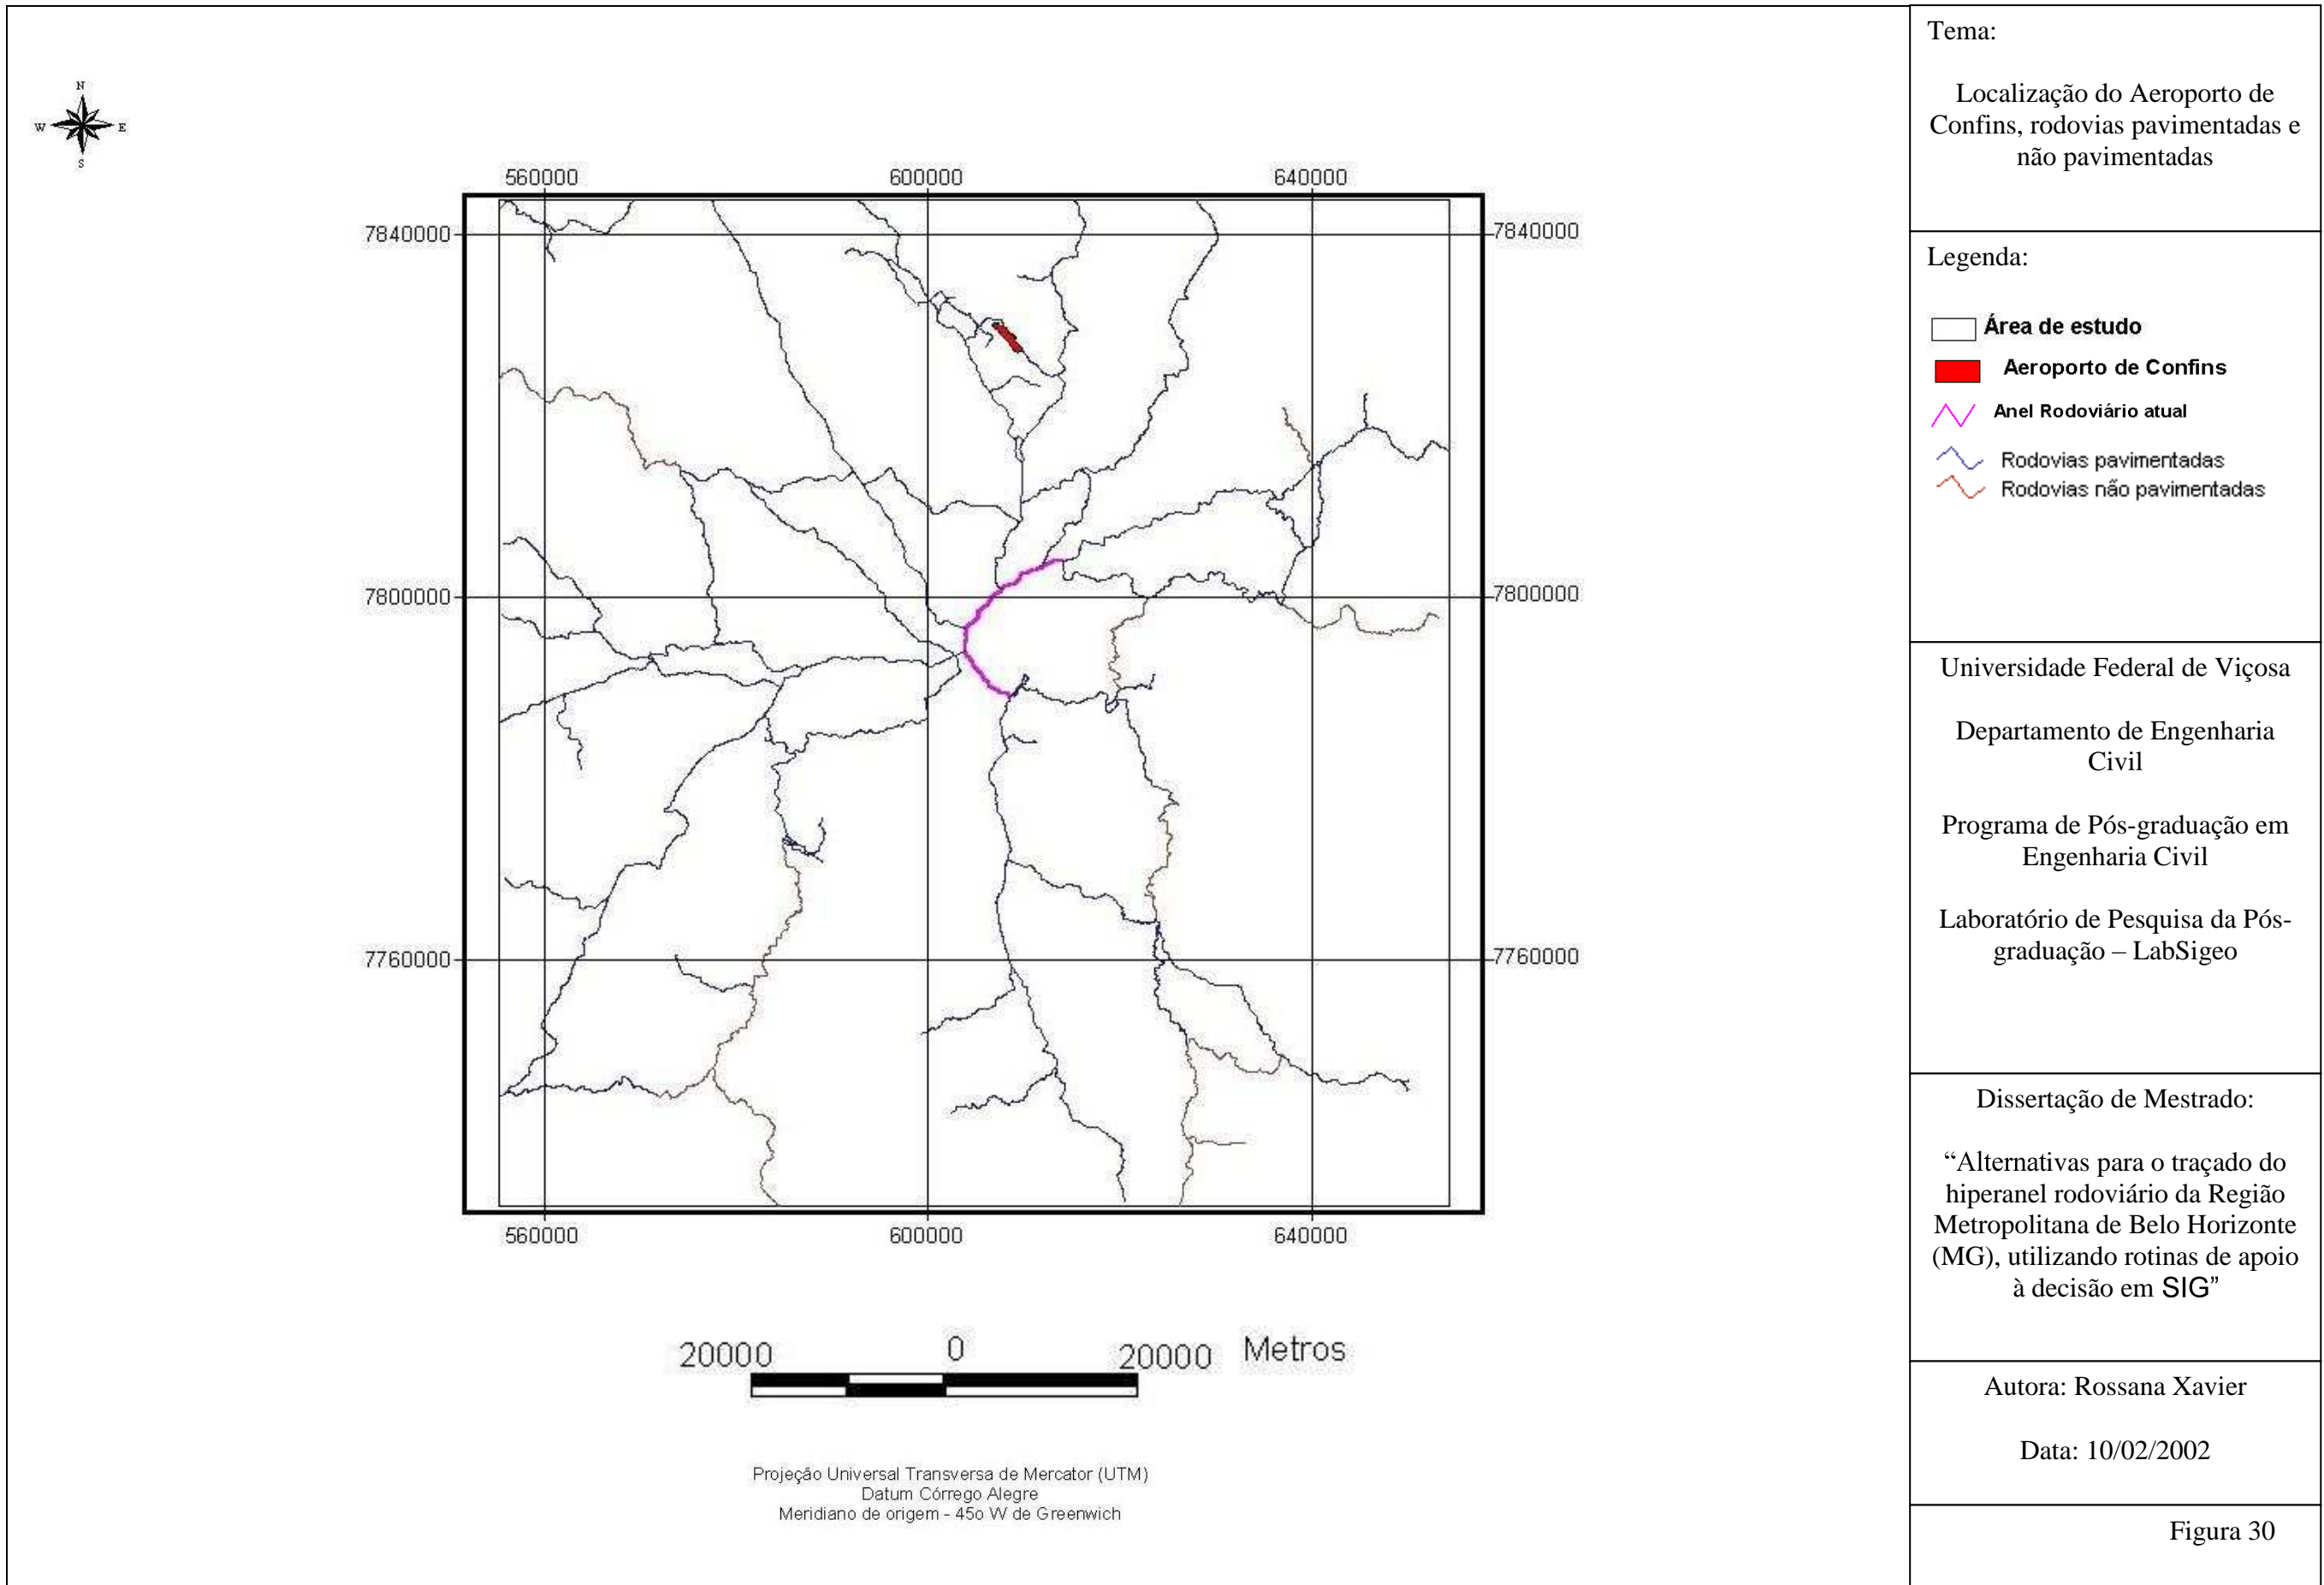 N
W E
S
560000 600000 640000
7840000 7840000
7800000 7800000
7760000 7760000
560000 600000 640000
20000 0 20000 Metros
Projeção Universal Transversa de Mercator (UTM)
Datum Córrego Alegre
Meridiano de origem - 45o W de Greenwich
Tema:
Localização do Aeroporto de
Confins, rodovias pavimentadas e
não pavimentadas
Legenda:
Área de estudo
Aeroporto de Confins
Anel Rodoviário atual
Rodovias pavimentadas
Rodovias não pavimentadas
Universidade Federal de Viçosa
Departamento de Engenharia
Civil
Programa de Pós-graduação em
Engenharia Civil
Laboratório de Pesquisa da Pós-
graduação – LabSigeo
Dissertação de Mestrado:
“Alternativas para o traçado do
hiperanel rodoviário da Região
Metropolitana de Belo Horizonte
(MG), utilizando rotinas de apoio
à decisão em SIG”
Autora: Rossana Xavier
Data: 10/02/2002
Figura 30